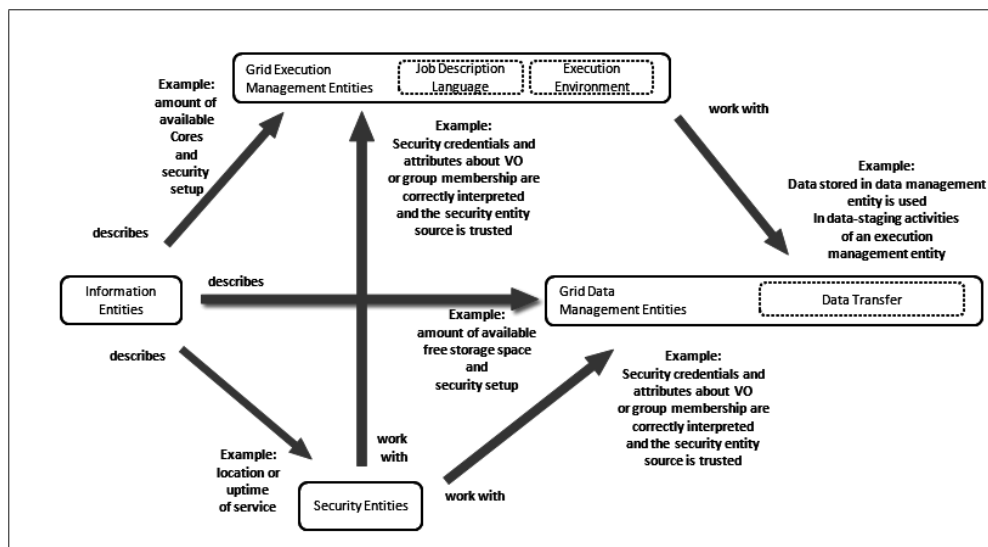 Grid Execution
Management Entities
Job Description
Language
Execution
Environment
Example:
amount of
available
Cores
and
security
setup
describes
Example:
Security credentials and
attributes about VO
or group membership are
correctly interpreted
and the security entity
source is trusted
work with
Example:
Data stored in data management
entity is used
In data-staging activities
of an execution
management entity
Information
Entities
describes
Grid Data
Management Entities
Data Transfer
describes
Example:
amount of available
free storage space
and
security setup
Example:
Security credentials and
attributes about VO
or group membership are
correctly interpreted
and the security entity
source is trusted
Example:
location or
uptime
of service
work
with
Security Entities
work with